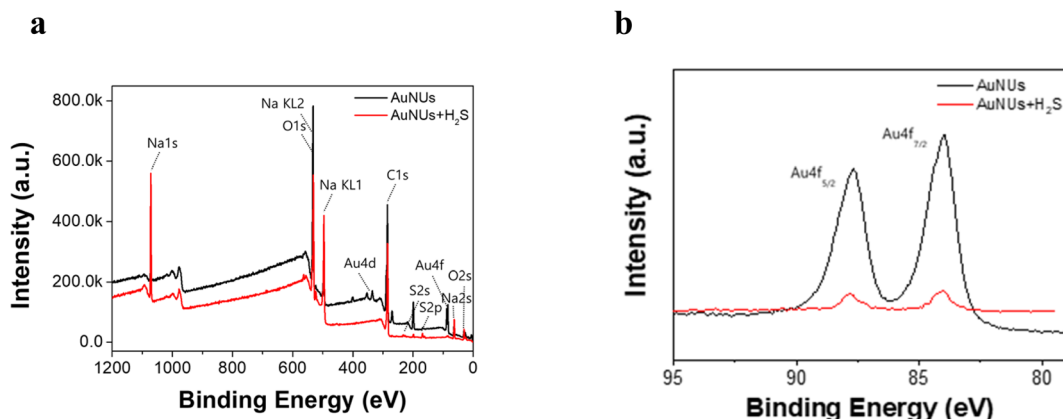 a
b
Intensity (a.u.)
800.0k
600.0k
400.0k
200.0k
0.0
1200
1000
800
600
400
200
0
Binding Energy (eV)
AuNUs
AuNUs+H₂S
Na1s
Na KL2
O1s
Na KL1
C1s
Au4d
Au4f
S2s
S2p
O2s
Na2s
Intensity (a.u.)
AuNUs
AuNUs+H₂S
Au4f₅/₂
Au4f₇/₂
95
90
85
80
Binding Energy (eV)